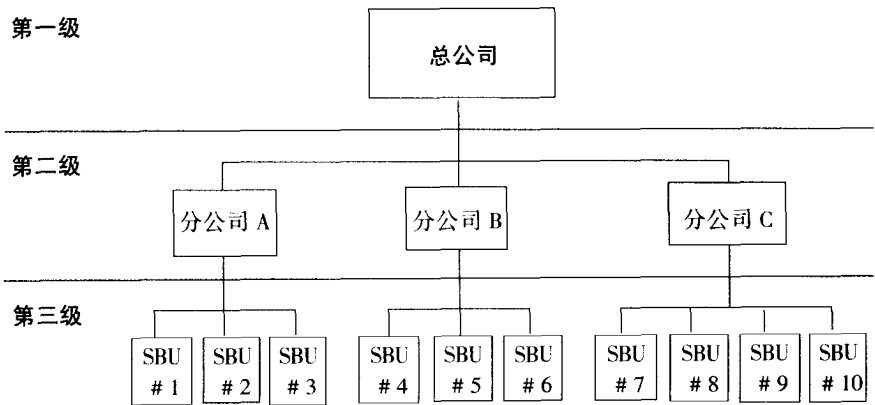 第一级
总公司
第二级
分公司 A
分公司 B
分公司 C
第三级
SBU
# 1
SBU
# 2
SBU
# 3
SBU
# 4
SBU
# 5
SBU
# 6
SBU
# 7
SBU
# 8
SBU
# 9
SBU
# 10